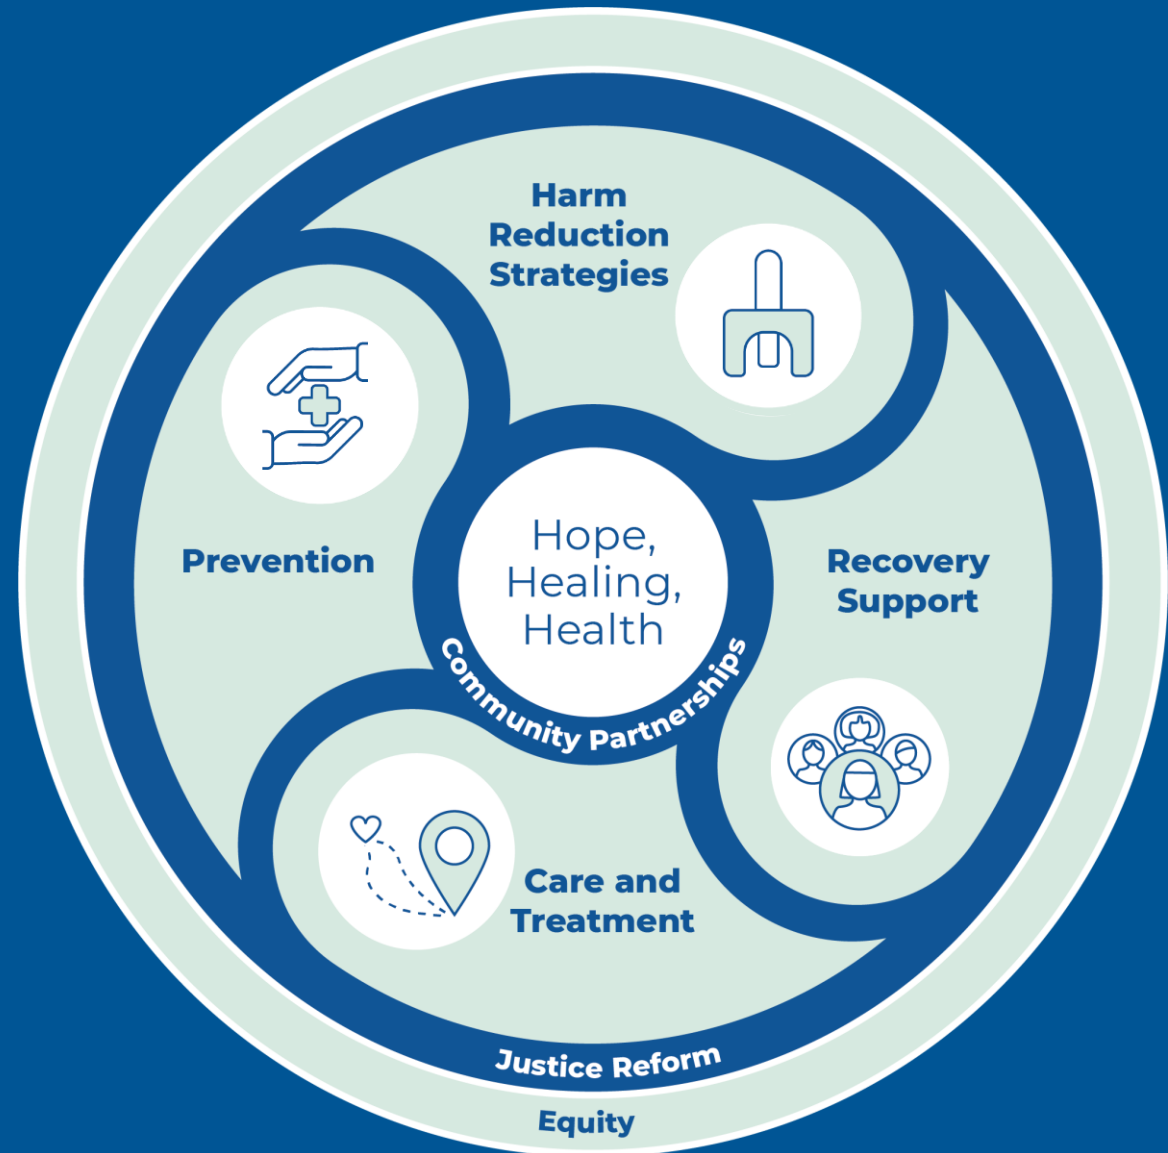 Harm
Reduction
Strategies
Prevention
Hope,
Healing,
Health
Recovery
Support
Community Partnerships
Care and
Treatment
Justice Reform
Equity